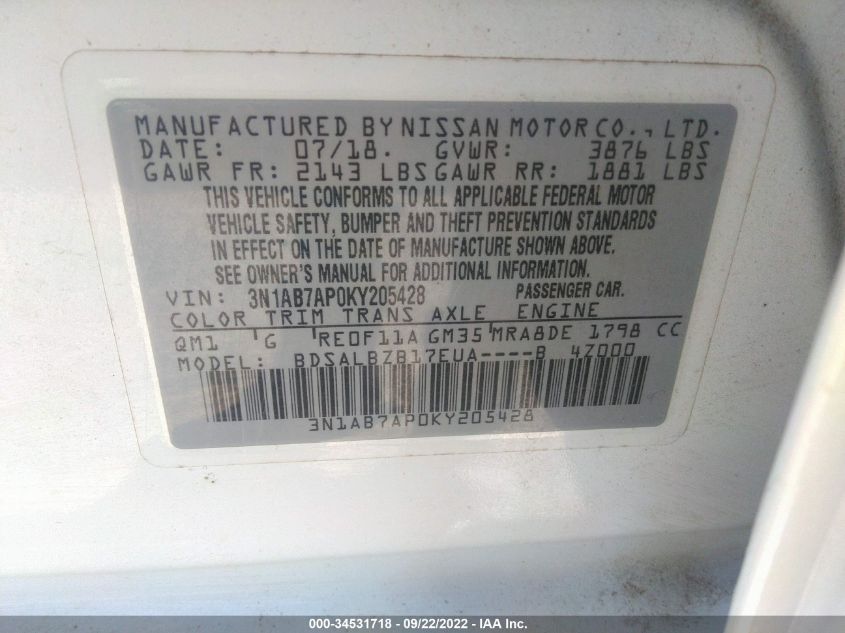 MANUFACTURED BY NISSAN MOTOR CO., LTD.
DATE: 07/18. GVWR: 3876 LBS
GAWR FR: 2143 LBS GAWR RR: 1881 LBS
THIS VEHICLE CONFORMS TO ALL APPLICABLE FEDERAL MOTOR
VEHICLE SAFETY, BUMPER AND THEFT PREVENTION STANDARDS
IN EFFECT ON THE DATE OF MANUFACTURE SHOWN ABOVE.
SEE OWNER'S MANUAL FOR ADDITIONAL INFORMATION.
VIN: 3N1AB7AP0KY205428 PASSENGER CAR.
COLOR TRIM TRANS AXLE ENGINE
QM1 G RE0F11A GM35 MRA8DE 1798 CC
MODEL: BDSALBZB17EUA----B 4Z000
3N1AB7AP0KY205428
000-34531718 - 09/22/2022 - IAA Inc.